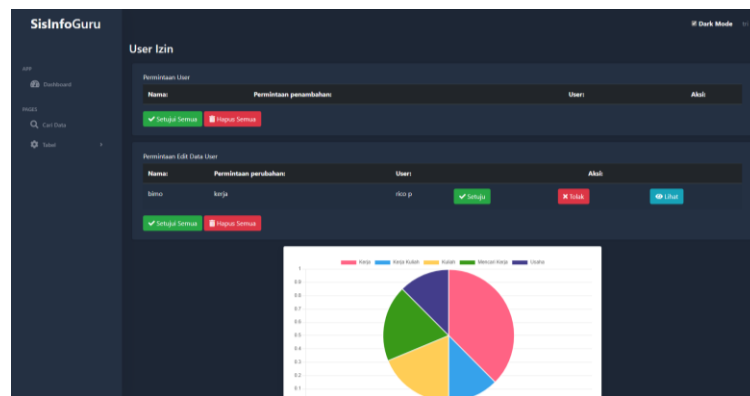 SisInfoGuru
Dark Mode
User Izin
APP
Dashboard
PAGES
Cari Data
Tabel
Permintaan User
Nama: Permintaan penambahan: User: Aksi:
Setujui Semua Hapus Semua
Permintaan Edit Data User
Nama: Permintaan perubahan: User: Aksi:
bimo kerja rico p Setuju Tolak Lihat
Setujui Semua Hapus Semua
Kerja Kerja Kuliah Kuliah Mencari Kerja Usaha
1
0.9
0.8
0.7
0.6
0.5
0.4
0.3
0.2
0.1